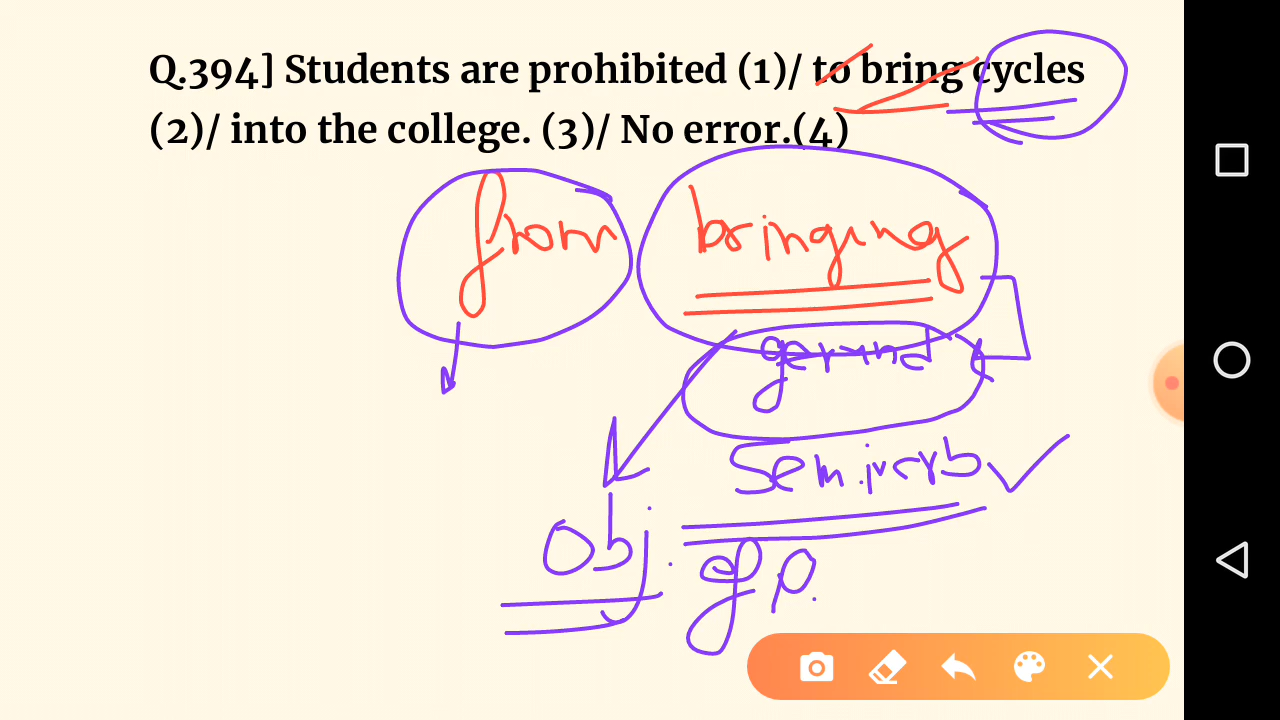 Q.394] Students are prohibited (1)/ to bring cycles
(2)/ into the college. (3)/ No error.(4)
from bringing
gerund
Semiverb
Obj. of p.